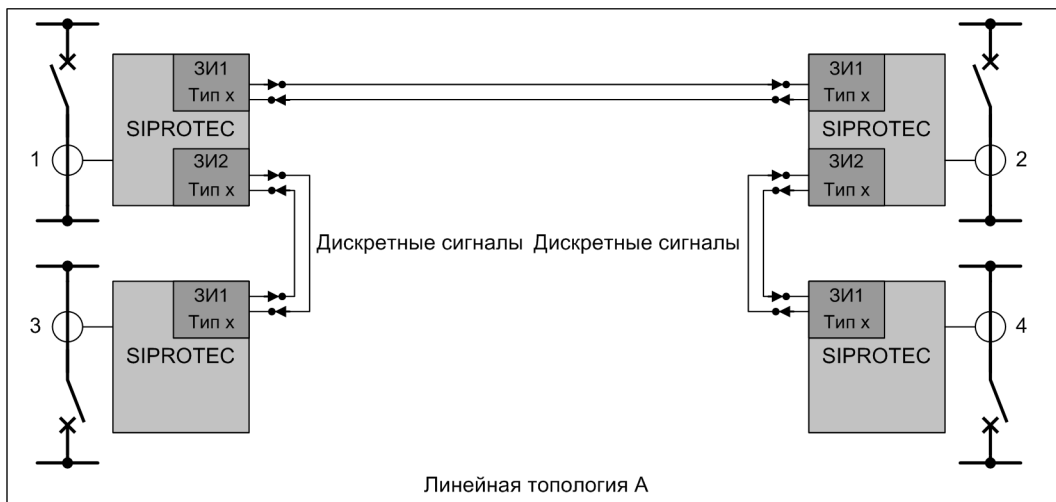 ЗИ1
Тип x
SIPROTEC
ЗИ2
Тип x
1
ЗИ1
Тип x
SIPROTEC
ЗИ2
Тип x
2
Дискретные сигналы Дискретные сигналы
ЗИ1
Тип x
SIPROTEC
3
ЗИ1
Тип x
SIPROTEC
4
Линейная топология A